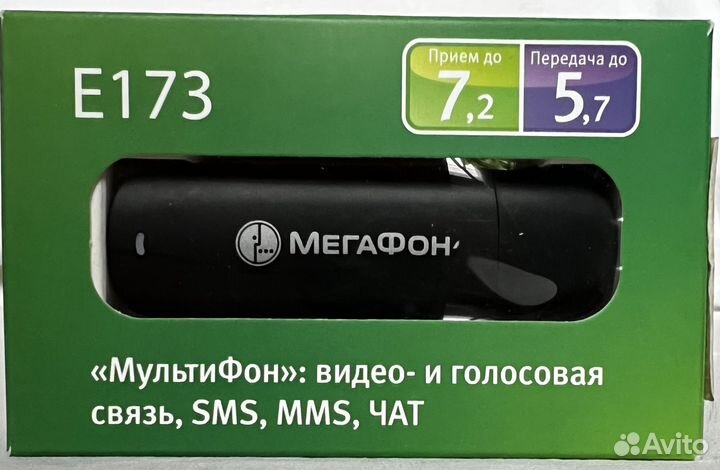 E173
Прием до
7,2
Передача до
5,7
МЕГАФОН
«МультиФон»: видео- и голосовая
связь, SMS, MMS, ЧАТ
Avito